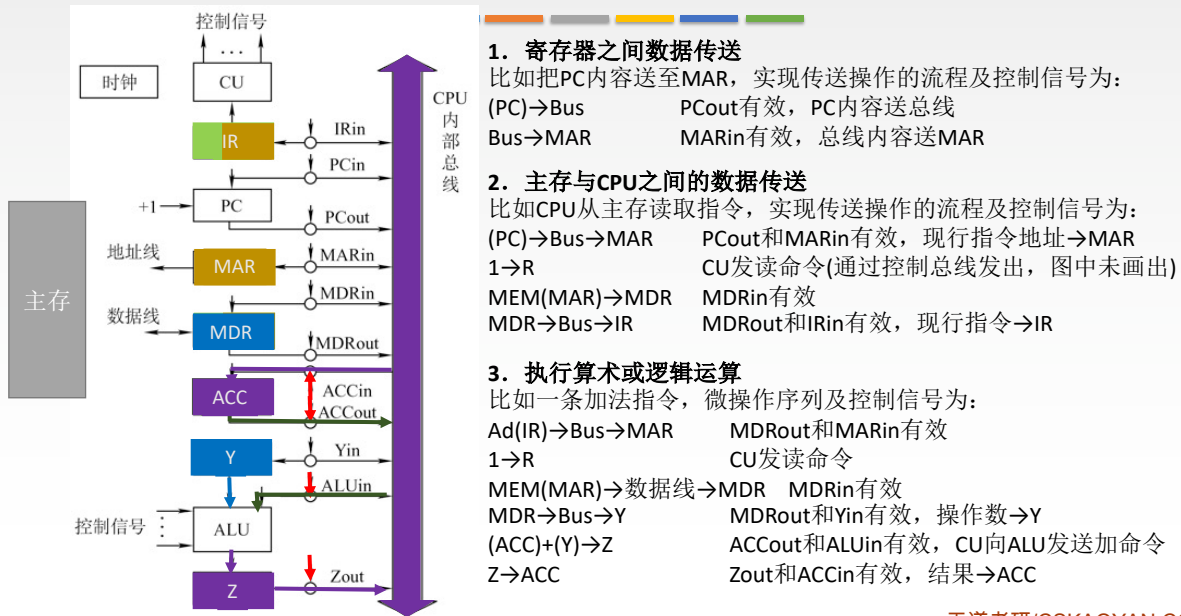 控制信号
...
时钟
CU
CPU
内
部
总
线
IR
IRin
PCin
+1
PC
PCout
地址线
MAR
MARin
主存
MDRin
数据线
MDR
MDRout
ACC
ACCin
ACCout
Y
Yin
ALUin
控制信号
ALU
Z
Zout
1．寄存器之间数据传送
比如把PC内容送至MAR，实现传送操作的流程及控制信号为：
(PC)→Bus PCout有效，PC内容送总线
Bus→MAR MARin有效，总线内容送MAR
2．主存与CPU之间的数据传送
比如CPU从主存读取指令，实现传送操作的流程及控制信号为：
(PC)→Bus→MAR PCout和MARin有效，现行指令地址→MAR
1→R CU发读命令(通过控制总线发出，图中未画出)
MEM(MAR)→MDR MDRin有效
MDR→Bus→IR MDRout和IRin有效，现行指令→IR
3．执行算术或逻辑运算
比如一条加法指令，微操作序列及控制信号为：
Ad(IR)→Bus→MAR MDRout和MARin有效
1→R CU发读命令
MEM(MAR)→数据线→MDR MDRin有效
MDR→Bus→Y MDRout和Yin有效，操作数→Y
(ACC)+(Y)→Z ACCout和ALUin有效，CU向ALU发送加命令
Z→ACC Zout和ACCin有效，结果→ACC